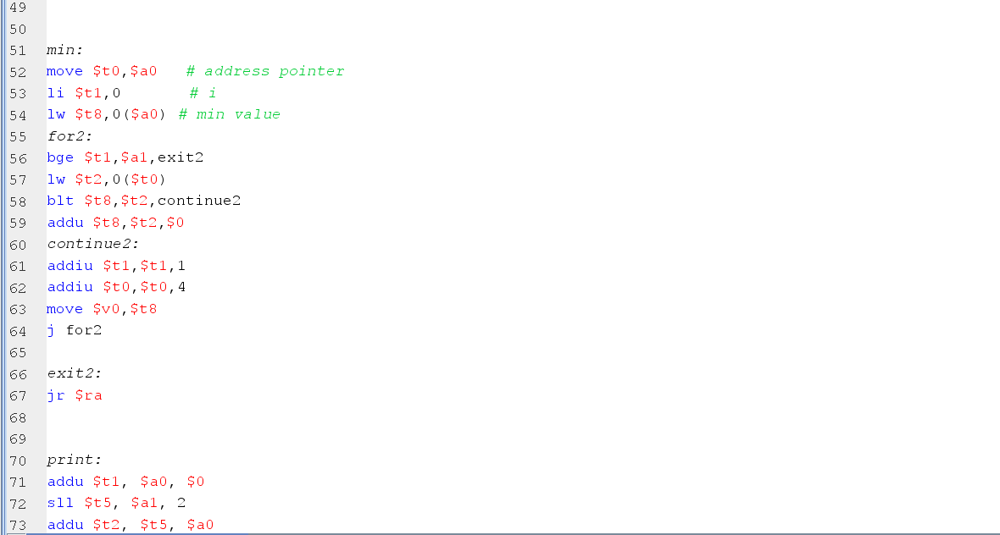 49
50
51 min:
52 move $t0,$a0 # address pointer
53 li $t1,0 # i
54 lw $t8,0($a0) # min value
55 for2:
56 bge $t1,$a1,exit2
57 lw $t2,0($t0)
58 blt $t8,$t2,continue2
59 addu $t8,$t2,$0
60 continue2:
61 addiu $t1,$t1,1
62 addiu $t0,$t0,4
63 move $v0,$t8
64 j for2
65
66 exit2:
67 jr $ra
68
69
70 print:
71 addu $t1, $a0, $0
72 sll $t5, $a1, 2
73 addu $t2, $t5, $a0